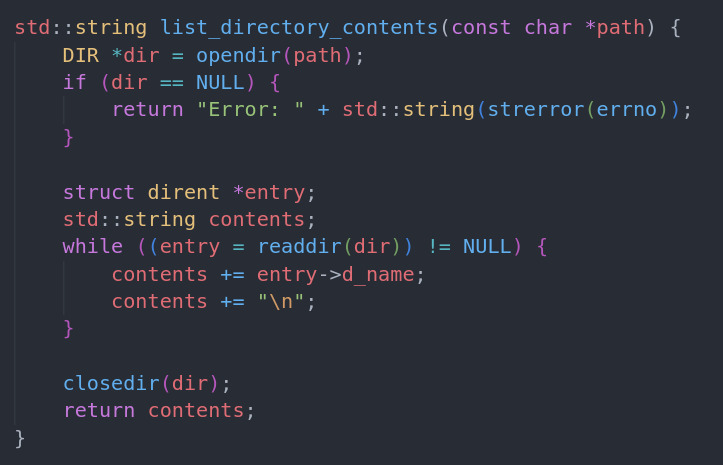 std::string list_directory_contents(const char *path) {
    DIR *dir = opendir(path);
    if (dir == NULL) {
        return "Error: " + std::string(strerror(errno));
    }

    struct dirent *entry;
    std::string contents;
    while ((entry = readdir(dir)) != NULL) {
        contents += entry->d_name;
        contents += "\n";
    }

    closedir(dir);
    return contents;
}